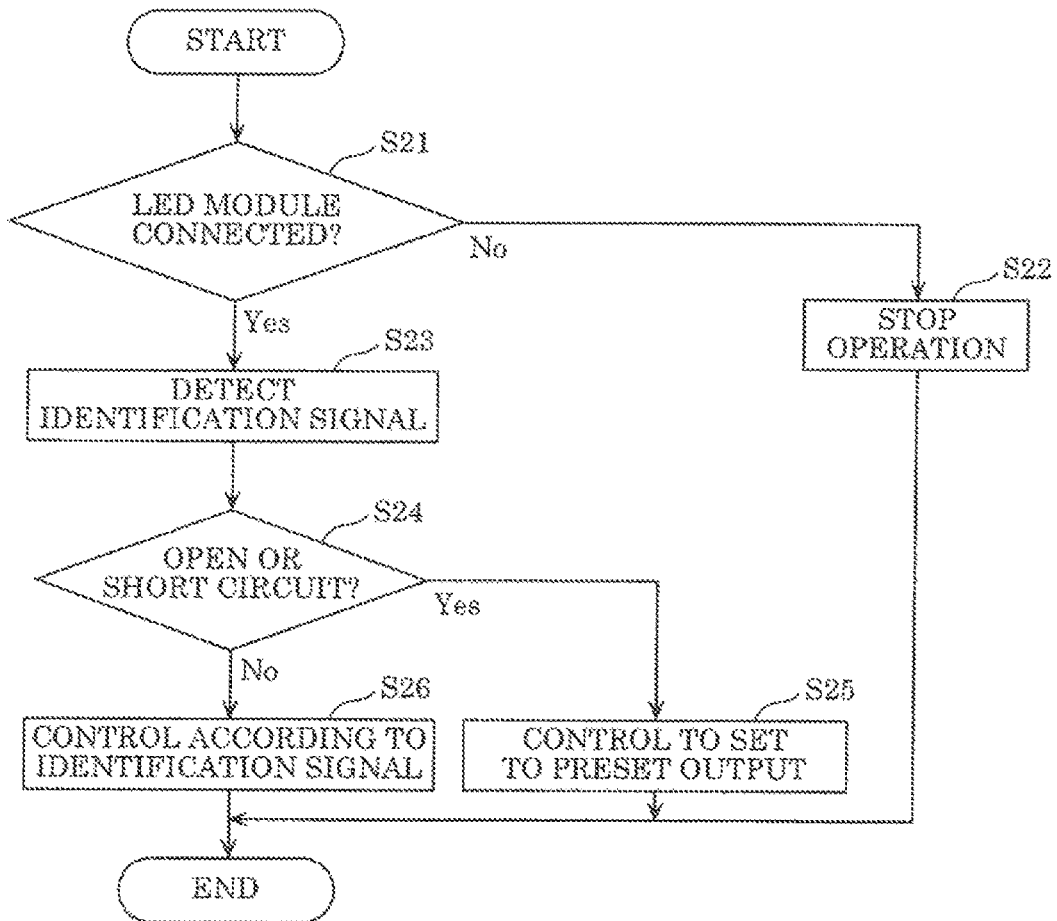 START
S21
LED MODULE
CONNECTED?
No
Yes
S22
STOP
OPERATION
S23
DETECT
IDENTIFICATION SIGNAL
S24
OPEN OR
SHORT CIRCUIT?
Yes
No
S26
CONTROL ACCORDING TO
IDENTIFICATION SIGNAL
S25
CONTROL TO SET
TO PRESET OUTPUT
END